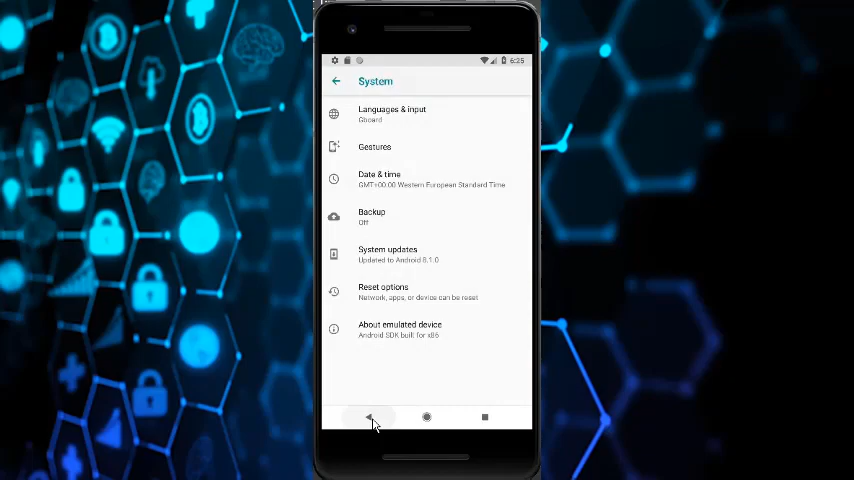 6:25
System
Languages & input
Gboard
Gestures
Date & time
GMT+00:00 Western European Standard Time
Backup
Off
System updates
Updated to Android 8.1.0
Reset options
Network, apps, or device can be reset
About emulated device
Android SDK built for x86